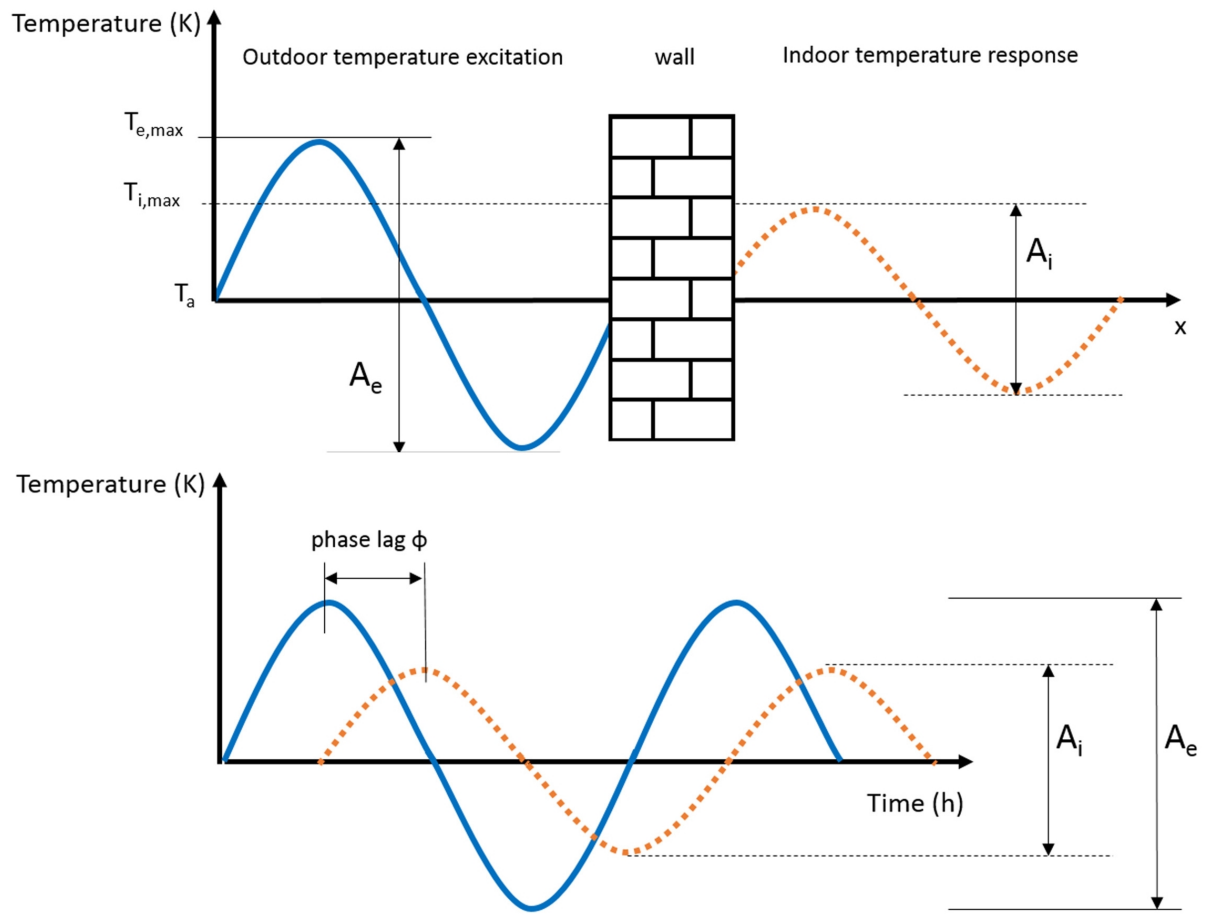 Temperature (K)
Outdoor temperature excitation
wall
Indoor temperature response
Te,max
Ti,max
Ai
Ta
x
Ae
Temperature (K)
phase lag ϕ
Ai
Ae
Time (h)